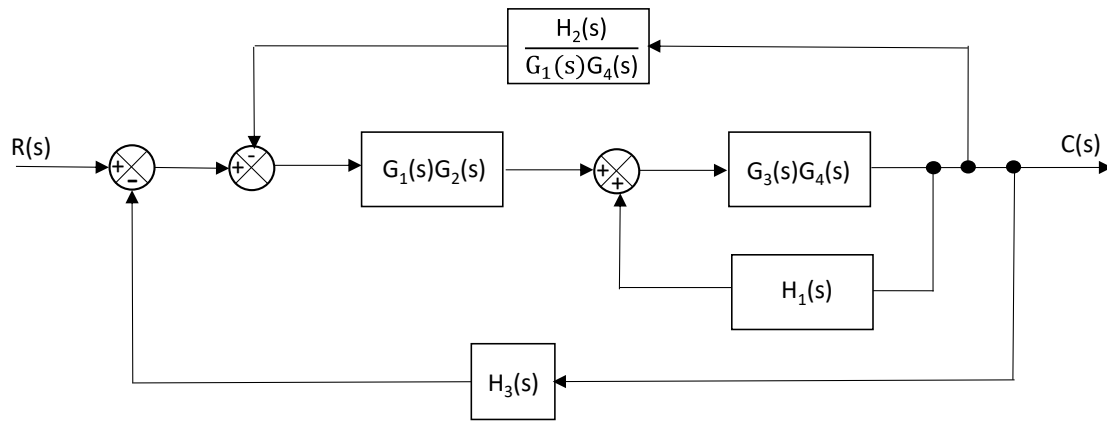 H₂(s)
G₁(s)G₄(s)
R(s)
C(s)
+
-
+
-
G₁(s)G₂(s)
+
+
G₃(s)G₄(s)
H₁(s)
H₃(s)